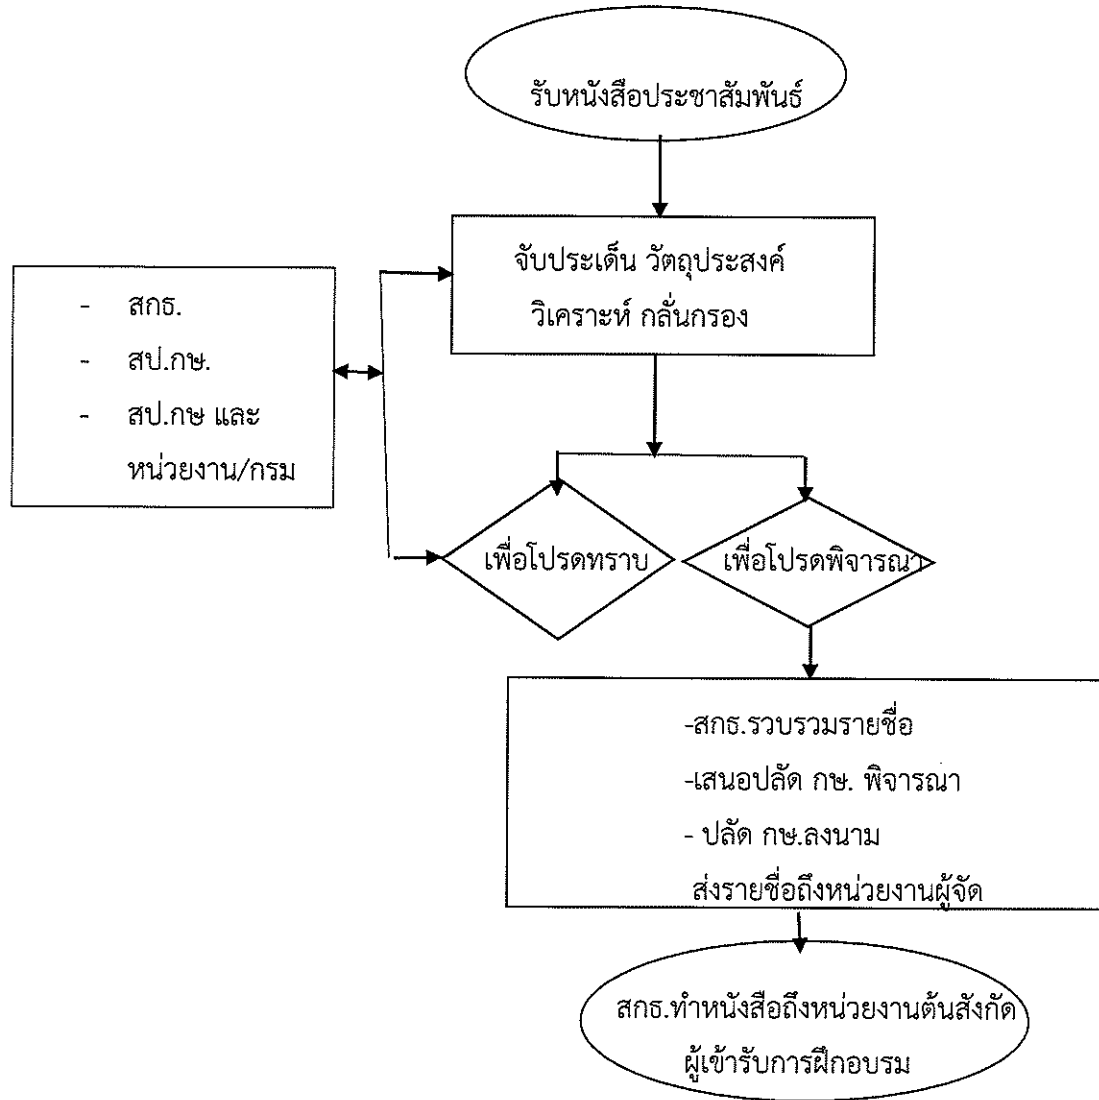 รับหนังสือประชาสัมพันธ์
จับประเด็น วัตถุประสงค์
วิเคราะห์ กลั่นกรอง
- สกธ.
- สป.กษ.
- สป.กษ และ
หน่วยงาน/กรม
เพื่อโปรดทราบ
เพื่อโปรดพิจารณา
-สกธ.รวบรวมรายชื่อ
-เสนอปลัด กษ. พิจารณา
- ปลัด กษ.ลงนาม
ส่งรายชื่อถึงหน่วยงานผู้จัด
สกธ.ทำหนังสือถึงหน่วยงานต้นสังกัด
ผู้เข้ารับการฝึกอบรม